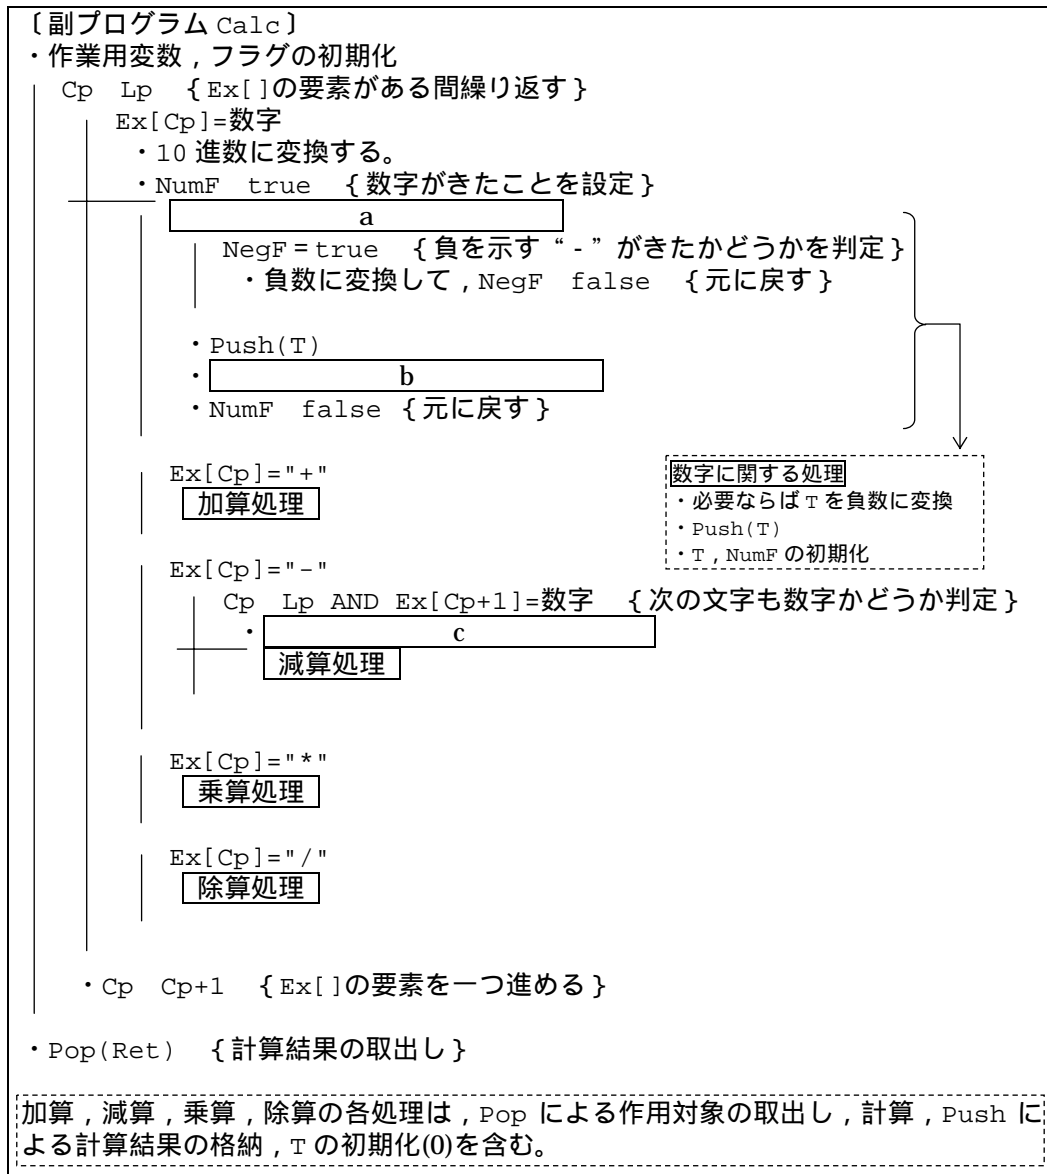 〔副プログラム Calc〕
・作業用変数，フラグの初期化
Cp Lp {Ex[]の要素がある間繰り返す}
Ex[Cp]=数字
・10 進数に変換する。
・NumF true {数字がきたことを設定}
a
NegF=true {負を示す“-”がきたかどうかを判定}
・負数に変換して，NegF false {元に戻す}
・Push(T)
・ b
・NumF false {元に戻す}
Ex[Cp]="+"
加算処理
数字に関する処理
・必要ならば T を負数に変換
・Push(T)
・T，NumF の初期化
Ex[Cp]="-"
Cp Lp AND Ex[Cp+1]=数字 {次の文字も数字かどうか判定}
・ c
減算処理
Ex[Cp]="*"
乗算処理
Ex[Cp]="/"
除算処理
・Cp Cp+1 {Ex[]の要素を一つ進める}
・Pop(Ret) {計算結果の取出し}
加算，減算，乗算，除算の各処理は，Pop による作用対象の取出し，計算，Push に
よる計算結果の格納，T の初期化(0)を含む。